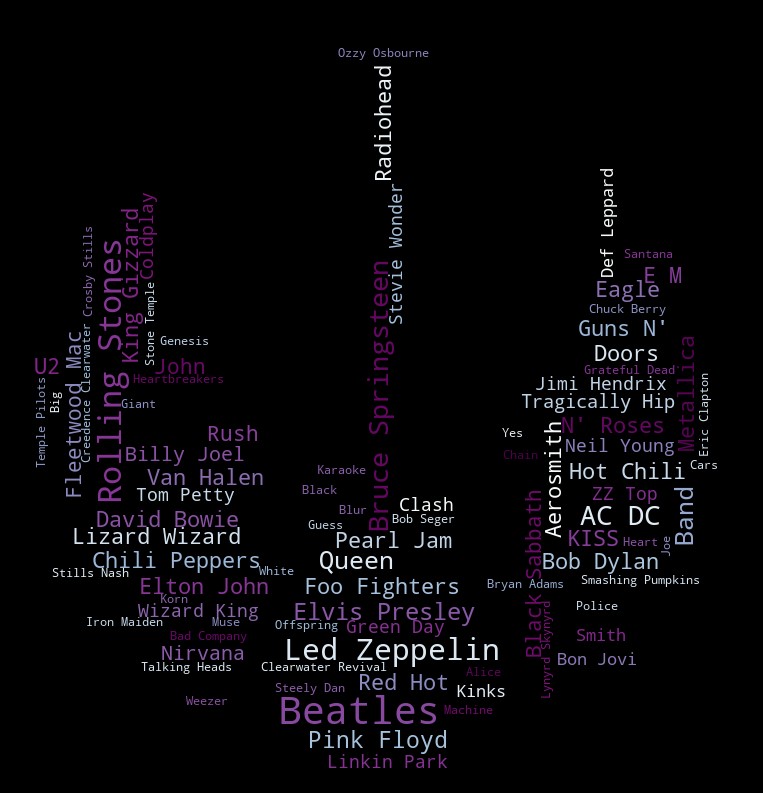 Ozzy Osbourne
Radiohead
Stevie Wonder
Def Leppard
Coldplay
King Gizzard
Crosby Stills
Rolling Stones
Santana
E M
Eagle
Bruce Springsteen
Stone Temple
Chuck Berry
Guns N'
Creedence Clearwater
Fleetwood Mac
Genesis
Doors
Metallica
U2
John
Grateful Dead
Heartbreakers
Jimi Hendrix
Eric Clapton
Temple Pilots
Big
Giant
Tragically Hip
Aerosmith
N' Roses
Rush
Yes
Neil Young
Billy Joel
Chain
Cars
Karaoke
Hot Chili
Van Halen
Black
ZZ Top
Tom Petty
Band
Black Sabbath
Clash
Blur
AC DC
David Bowie
Guess
Bob Seger
Lizard Wizard
Pearl Jam
KISS
Heart
Joe
Chili Peppers
Queen
Bob Dylan
Stills Nash
White
Smashing Pumpkins
Elton John
Foo Fighters
Bryan Adams
Korn
Police
Wizard King
Elvis Presley
Lynyrd Skynyrd
Iron Maiden
Muse
Offspring
Green Day
Bad Company
Smith
Nirvana
Led Zeppelin
Bon Jovi
Talking Heads
Clearwater Revival
Alice
Steely Dan
Red Hot
Kinks
Weezer
Beatles
Machine
Pink Floyd
Linkin Park